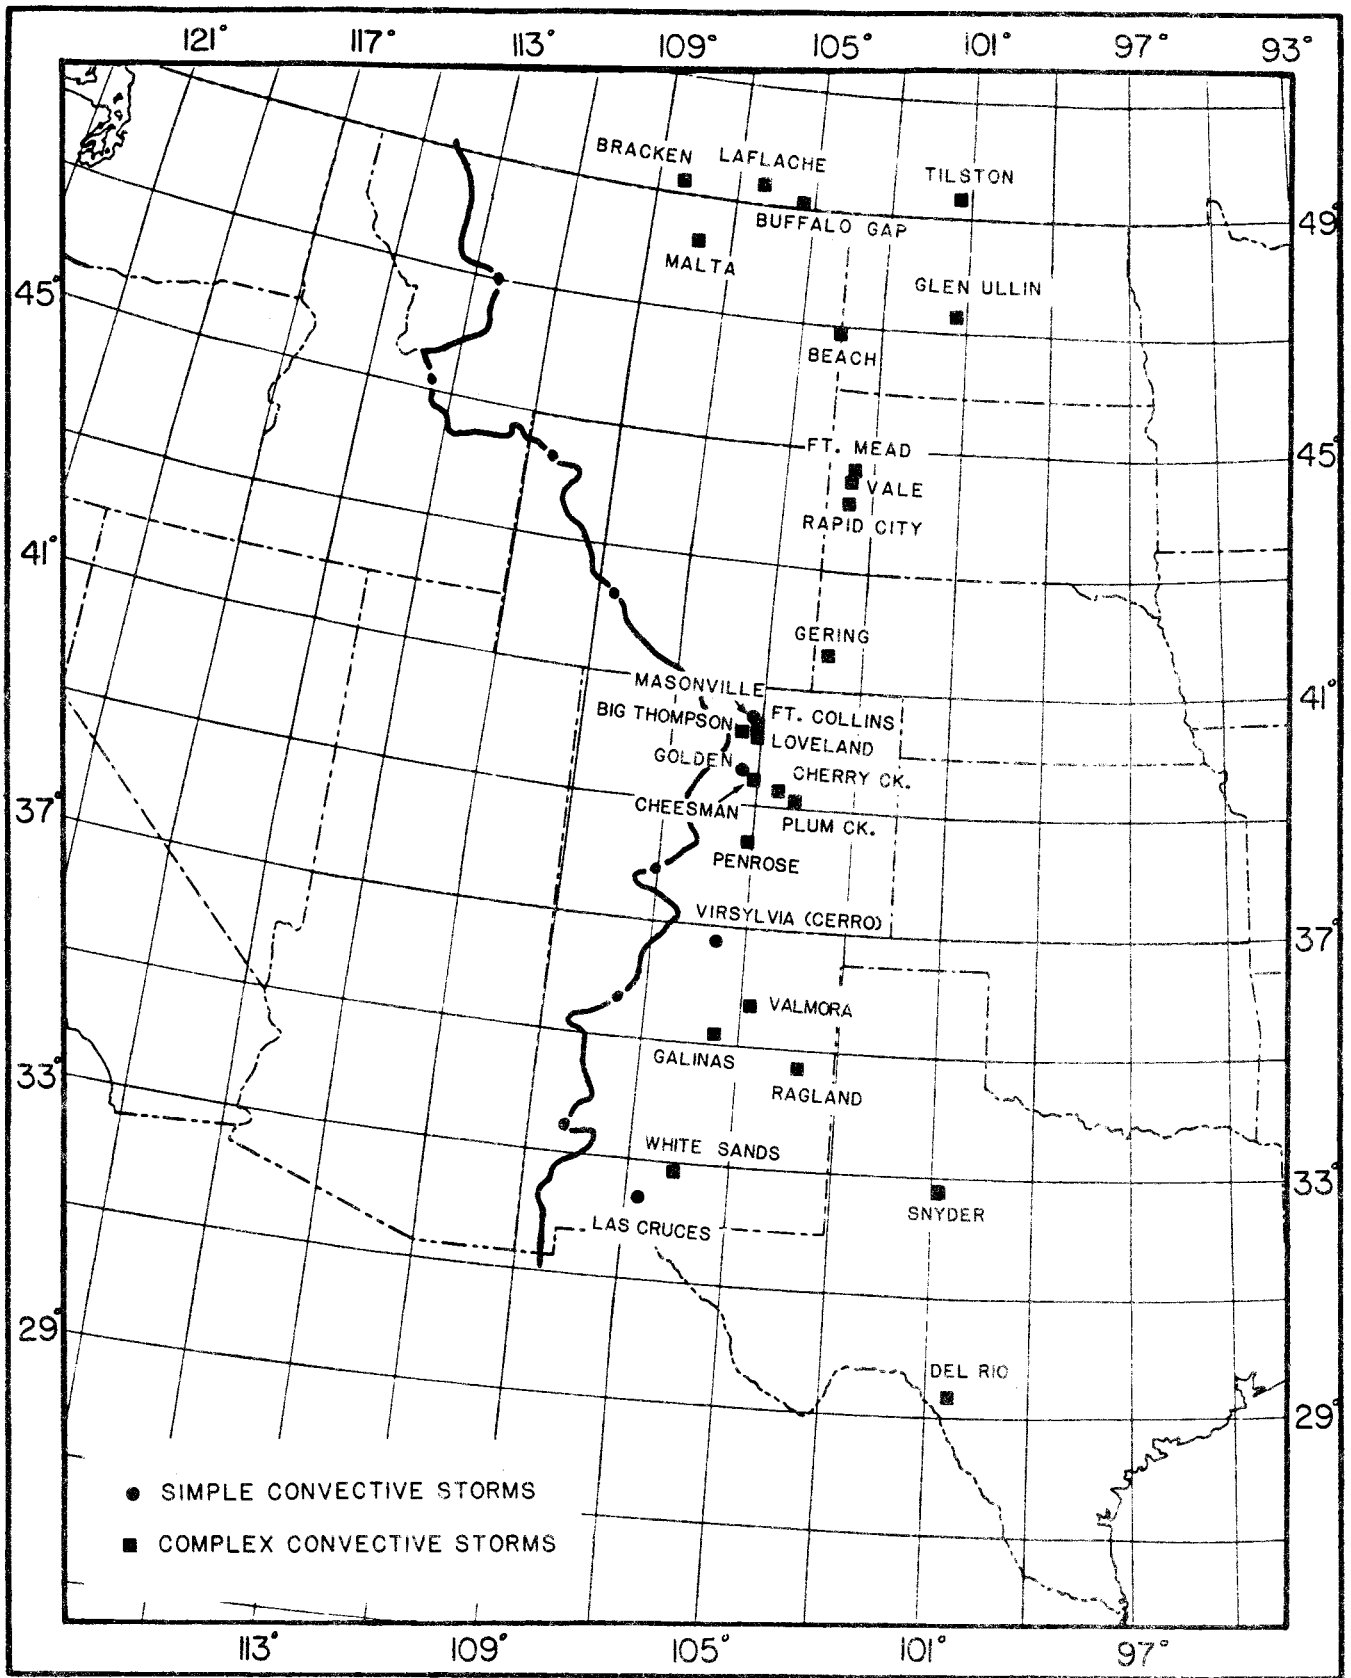 121° 117° 113° 109° 105° 101° 97° 93°
BRACKEN LAFLACHE
TILSTON
49°
BUFFALO GAP
MALTA
GLEN ULLIN
45°
BEACH
FT. MEAD
45°
VALE
RAPID CITY
41°
GERING
MASONVILLE
41°
BIG THOMPSON
FT. COLLINS
LOVELAND
GOLDEN
CHERRY CK.
37°
CHEESMAN
PLUM CK.
PENROSE
VIRSYLVIA (CERRO)
37°
VALMORA
GALINAS
33°
RAGLAND
WHITE SANDS
33°
SNYDER
LAS CRUCES
29°
DEL RIO
29°
SIMPLE CONVECTIVE STORMS
COMPLEX CONVECTIVE STORMS
113° 109° 105° 101° 97°